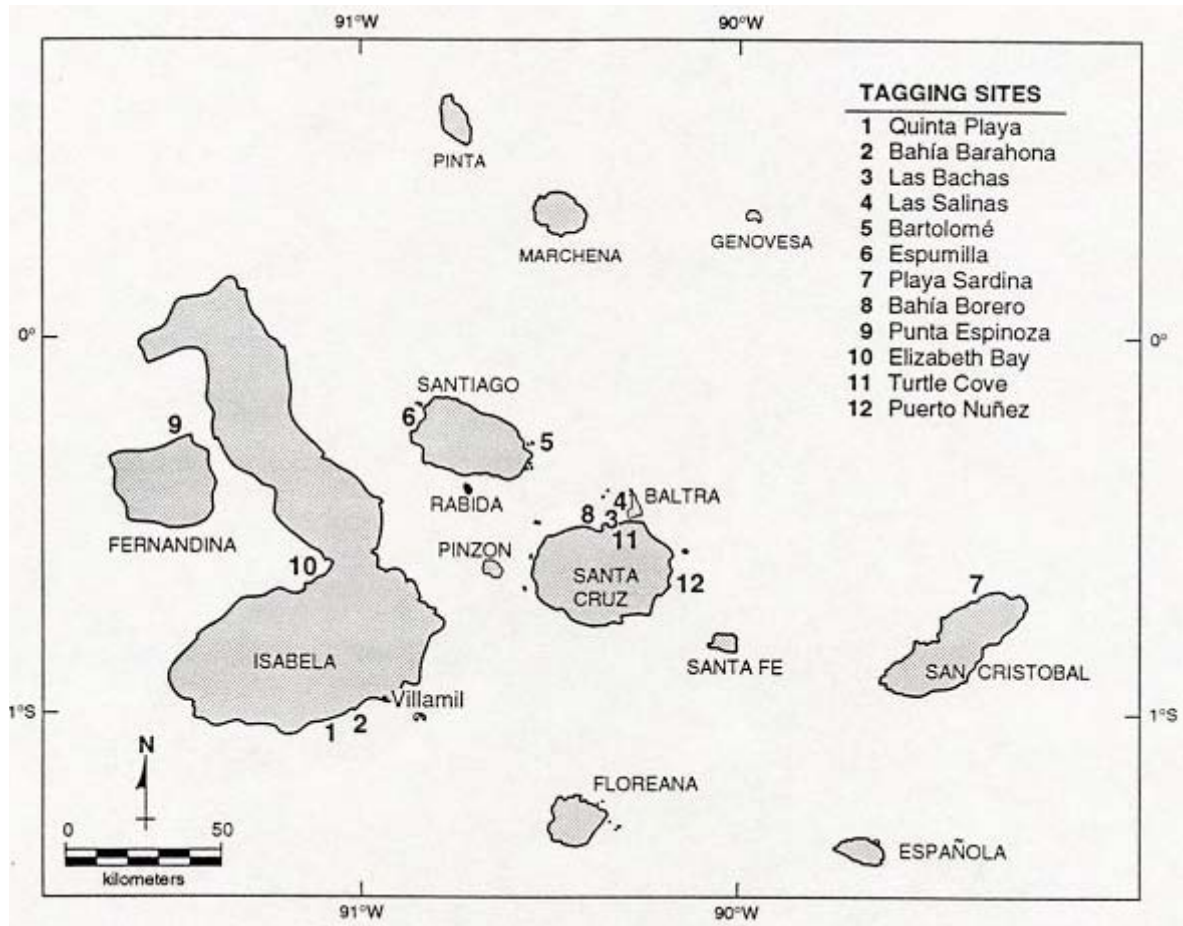 91°W 90°W
TAGGING SITES
1 Quinta Playa
2 Bahía Barahona
3 Las Bachas
4 Las Salinas
5 Bartolomé
6 Espumilla
7 Playa Sardina
8 Bahía Borero
9 Punta Espinoza
10 Elizabeth Bay
11 Turtle Cove
12 Puerto Nuñez
PINTA
MARCHENA
GENOVESA
0° 0°
SANTIAGO
6
5
9
RABIDA
4 BALTRA
8 3
11
FERNANDINA
PINZON
10
SANTA
CRUZ
12
7
ISABELA
SANTA FE
SAN CRISTOBAL
Villamil
1°S 1°S
1 2
N
FLOREANA
0 50
kilometers
ESPAÑOLA
91°W 90°W